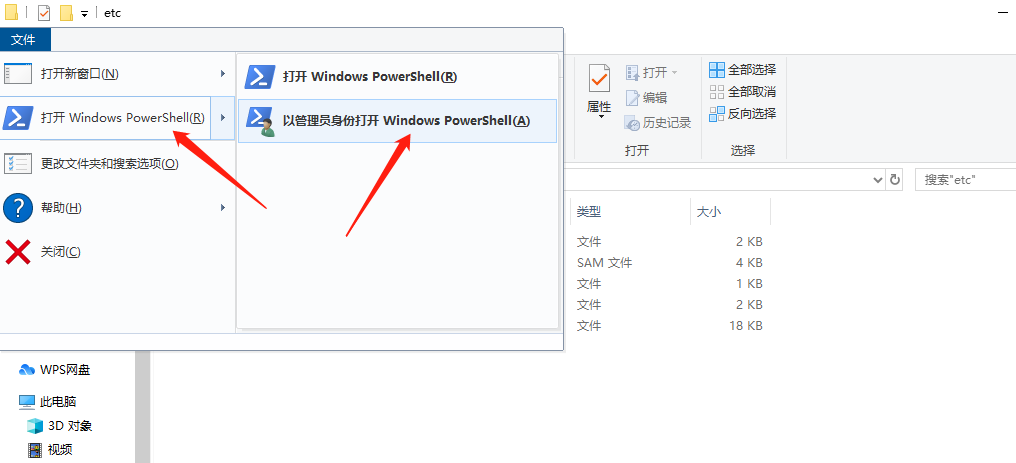 etc
文件
打开新窗口(N)
打开 Windows PowerShell(R)
更改文件夹和搜索选项(O)
帮助(H)
关闭(C)
打开 Windows PowerShell(R)
以管理员身份打开 Windows PowerShell(A)
属性
打开
编辑
历史记录
打开
全部选择
全部取消
反向选择
选择
搜索"etc"
类型 大小
文件 2 KB
SAM 文件 4 KB
文件 1 KB
文件 2 KB
文件 18 KB
WPS网盘
此电脑
3D 对象
视频